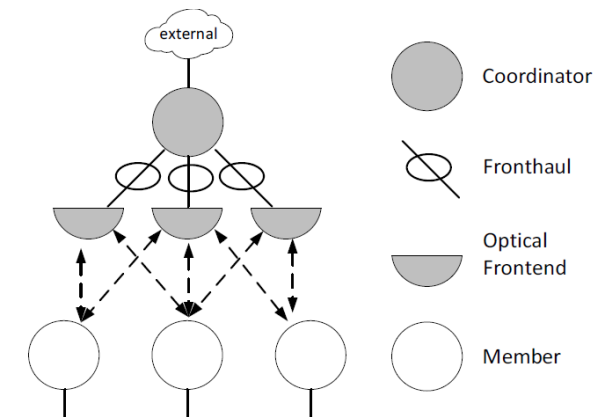 external
Coordinator
Fronthaul
Optical
Frontend
Member